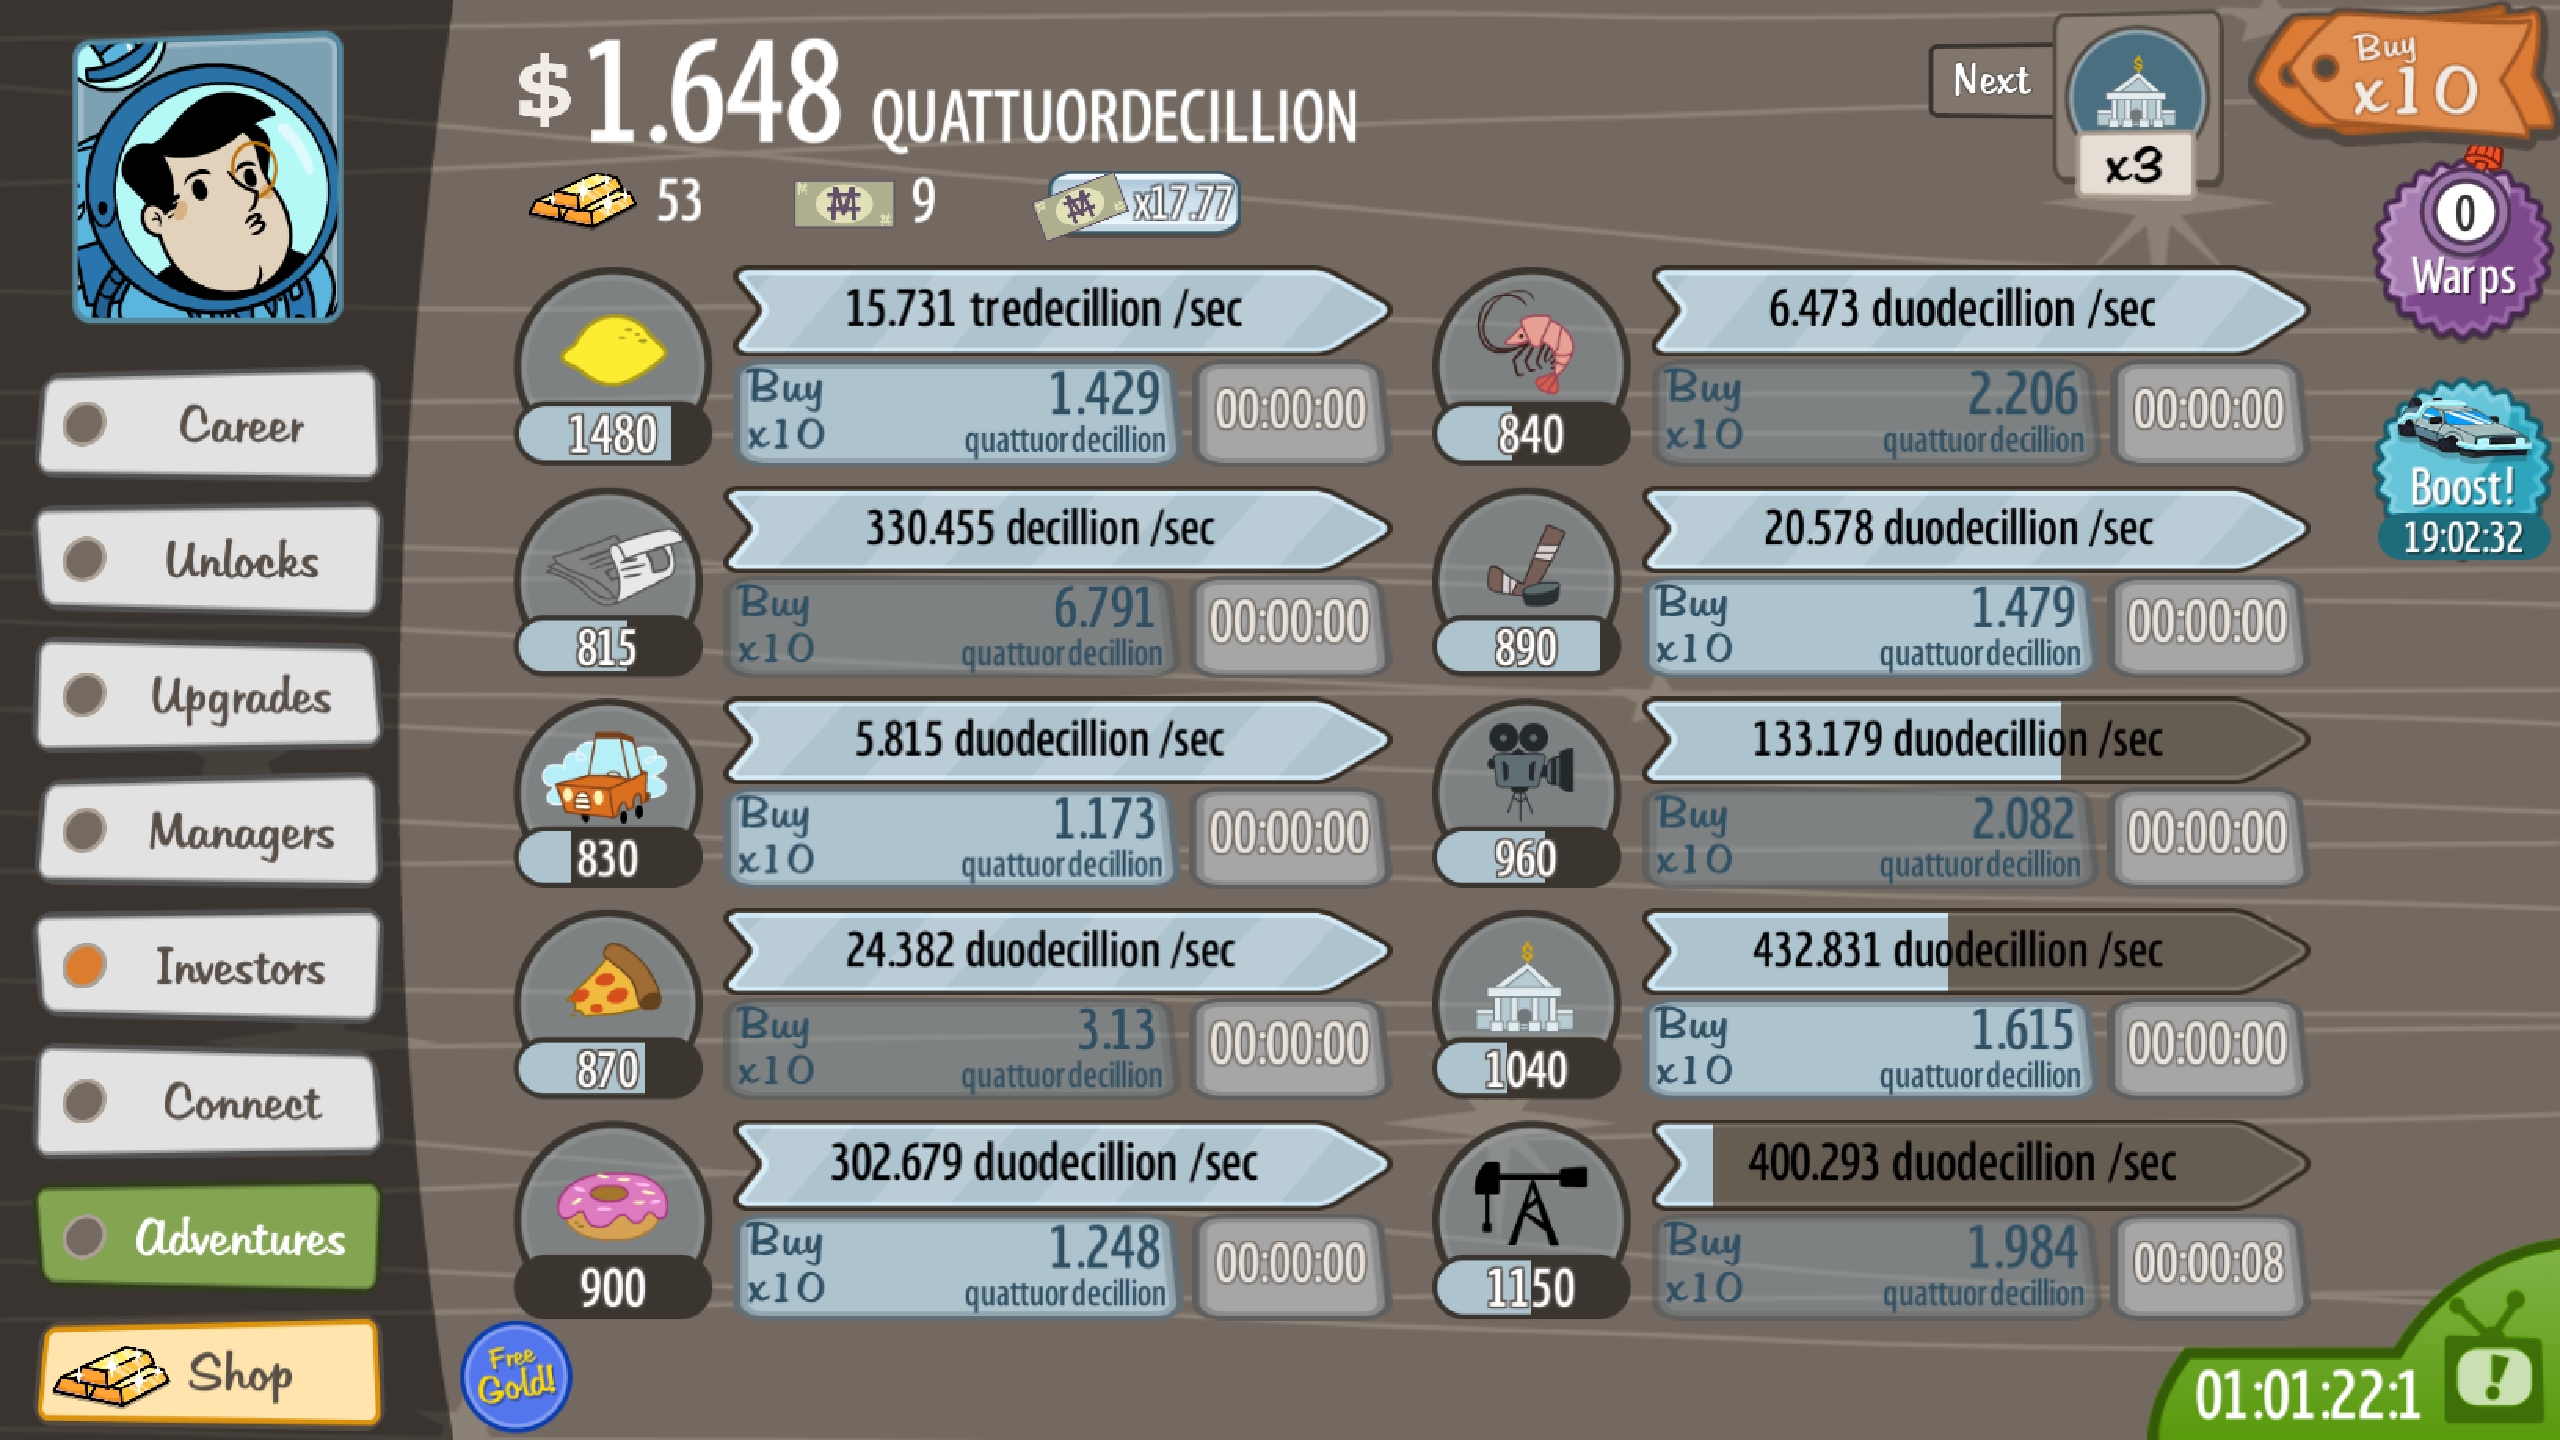 $1.648 QUATTUORDECILLION
53
9
x17.77
Next
x3
Buy
x10
0
Warps
Boost!
19:02:32
Career
Unlocks
Upgrades
Managers
Investors
Connect
Adventures
Shop
15.731 tredecillion /sec
1480
Buy
x10
1.429
quattuordecillion
00:00:00
6.473 duodecillion /sec
840
Buy
x10
2.206
quattuordecillion
00:00:00
330.455 decillion /sec
815
Buy
x10
6.791
quattuordecillion
00:00:00
20.578 duodecillion /sec
890
Buy
x10
1.479
quattuordecillion
00:00:00
5.815 duodecillion /sec
830
Buy
x10
1.173
quattuordecillion
00:00:00
133.179 duodecillion /sec
960
Buy
x10
2.082
quattuordecillion
00:00:00
24.382 duodecillion /sec
870
Buy
x10
3.13
quattuordecillion
00:00:00
432.831 duodecillion /sec
1040
Buy
x10
1.615
quattuordecillion
00:00:00
302.679 duodecillion /sec
900
Buy
x10
1.248
quattuordecillion
00:00:00
400.293 duodecillion /sec
1150
Buy
x10
1.984
quattuordecillion
00:00:08
Free
Gold!
01:01:22:1